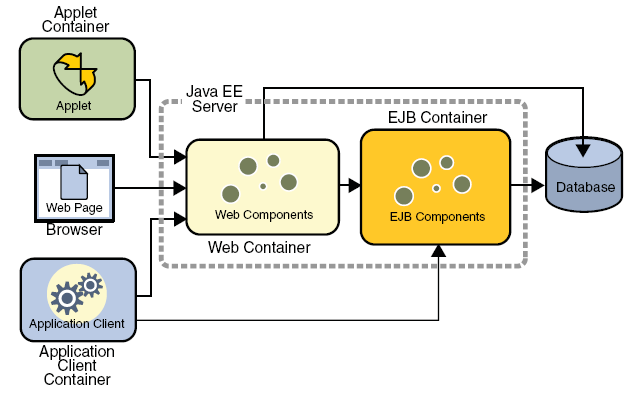 Applet
Container
Applet
Java EE
Server
EJB Container
Web Page
Browser
Web Components
Web Container
EJB Components
Database
Application Client
Application
Client
Container